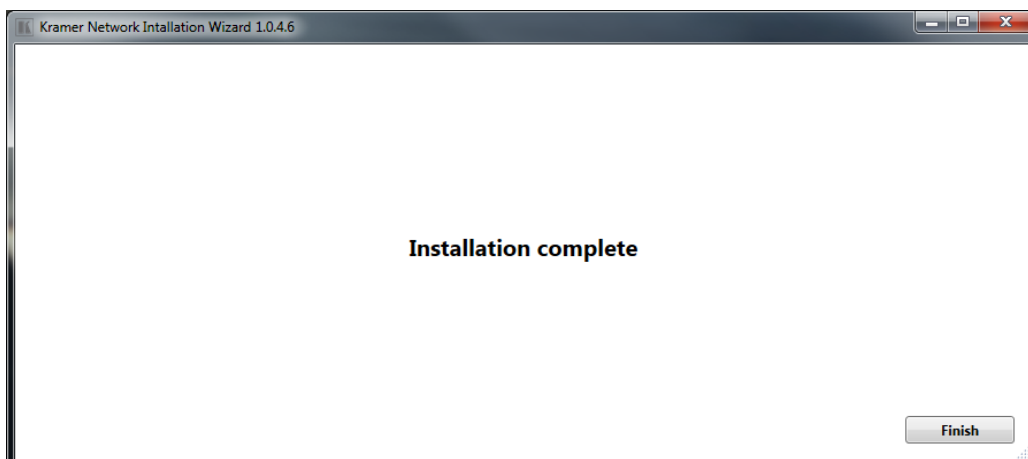 Kramer Network Intallation Wizard 1.0.4.6
Installation complete
Finish